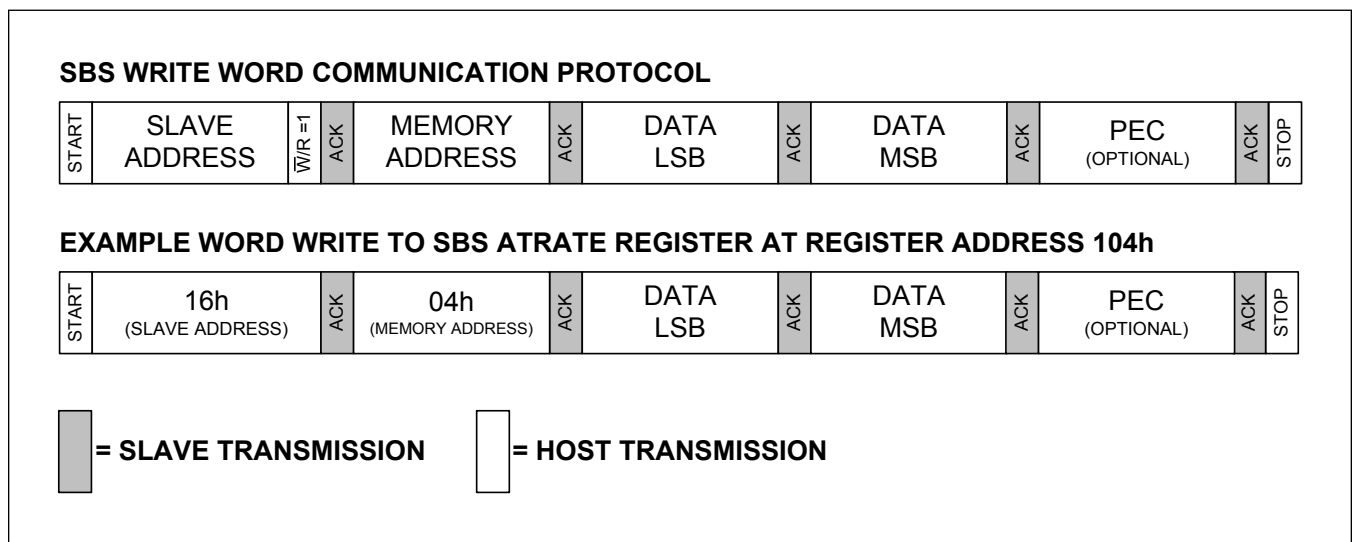 SBS WRITE WORD COMMUNICATION PROTOCOL
START
SLAVE
ADDRESS
W̅/R =1
ACK
MEMORY
ADDRESS
ACK
DATA
LSB
ACK
DATA
MSB
ACK
PEC
(OPTIONAL)
ACK
STOP
EXAMPLE WORD WRITE TO SBS ATRATE REGISTER AT REGISTER ADDRESS 104h
START
16h
(SLAVE ADDRESS)
ACK
04h
(MEMORY ADDRESS)
ACK
DATA
LSB
ACK
DATA
MSB
ACK
PEC
(OPTIONAL)
ACK
STOP
= SLAVE TRANSMISSION
= HOST TRANSMISSION